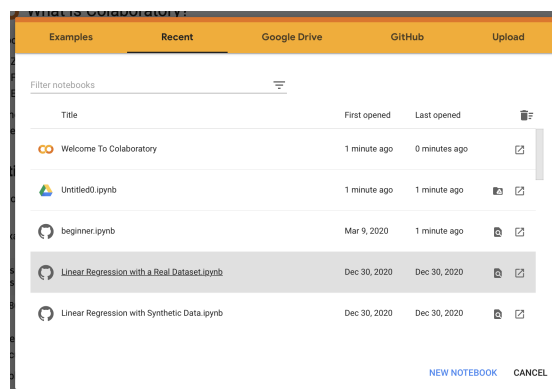 What is Colaboratory?
Examples Recent Google Drive GitHub Upload
Filter notebooks
Title First opened Last opened
Welcome To Colaboratory 1 minute ago 0 minutes ago
Untitled0.ipynb 1 minute ago 1 minute ago
beginner.ipynb Mar 9, 2020 1 minute ago
Linear Regression with a Real Dataset.ipynb Dec 30, 2020 Dec 30, 2020
Linear Regression with Synthetic Data.ipynb Dec 30, 2020 Dec 30, 2020
NEW NOTEBOOK CANCEL